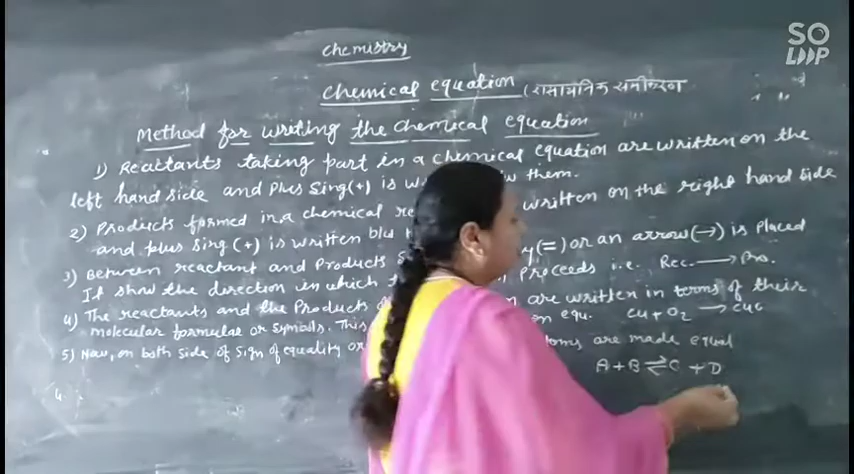 SO
LOOP
chemistry
chemical equation (रासायनिक समीकरण
Method for writing the chemical equation
1) Reactants taking part in a chemical equation are written on the
left hand side and plus sing (+) is them.
2) Products formed in a chemical written on the right hand side
and plus sing (+) is written b/w
3) Between reactant and Products (=) or an arrow (→) is placed
It show the direction in which Proceeds i.e. Rec. → Pro.
4) The reactants and the Products are written in terms of their
molecular formulae or symbols. This equ. Cu + O2 →
5) Now, on both side of sign of equality or are made equal
A + B ⇌ C + D